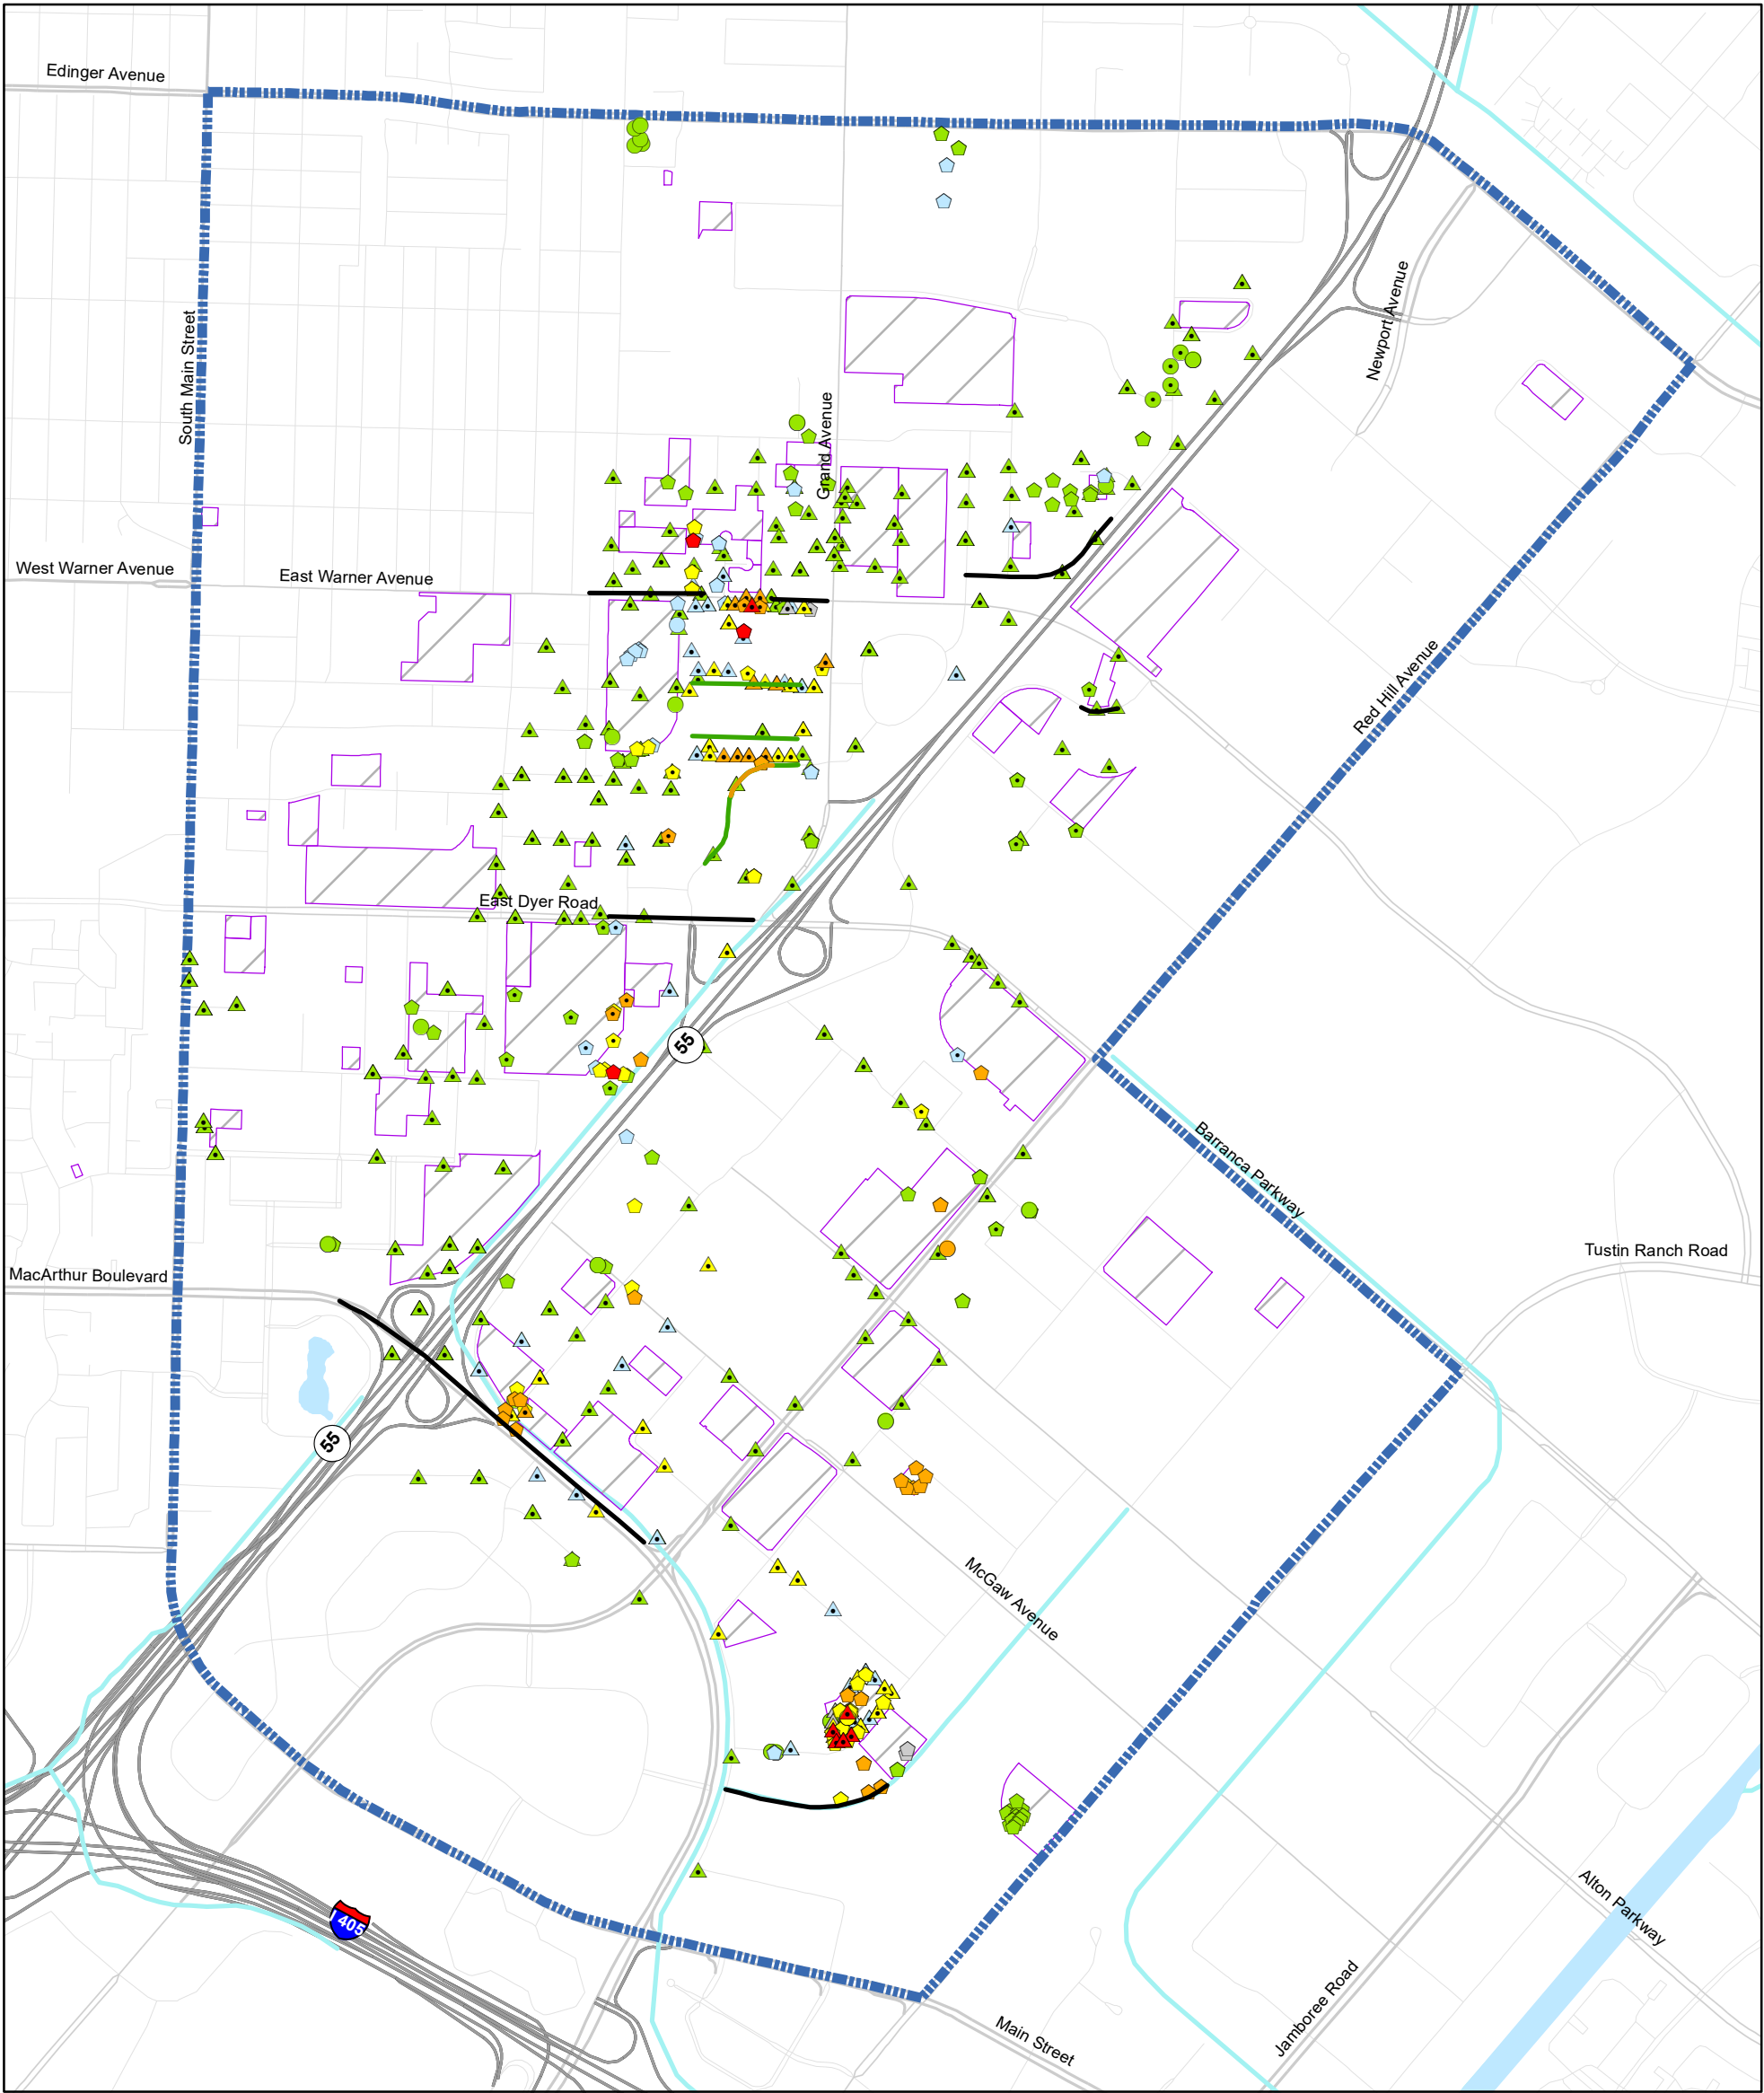 Edinger Avenue
Newport Avenue
South Main Street
Grand Avenue
West Warner Avenue
East Warner Avenue
Red Hill Avenue
East Dyer Road
55
Barranca Parkway
Tustin Ranch Road
MacArthur Boulevard
55
McGaw Avenue
Alton Parkway
I 405
Jamboree Road
Main Street